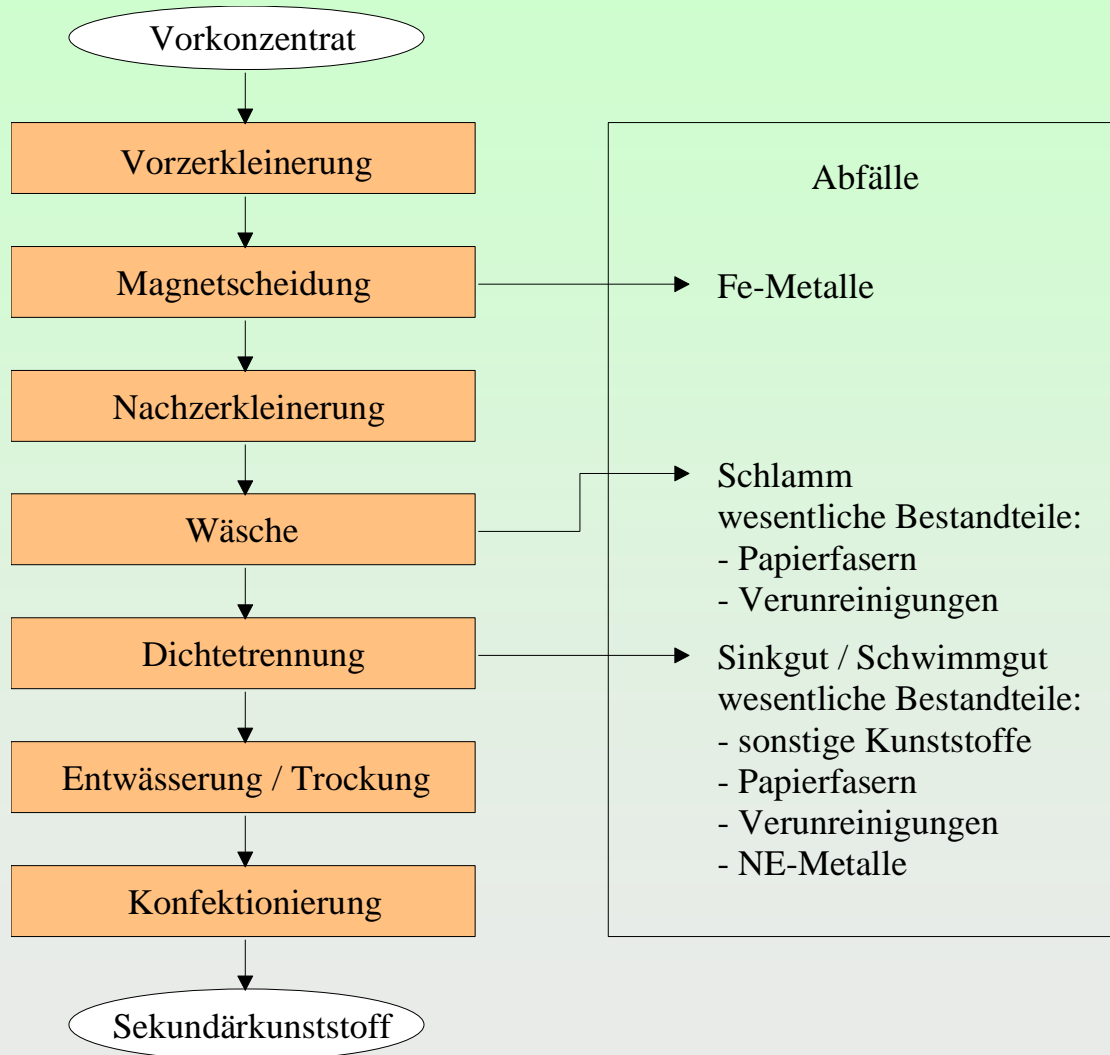 Vorkonzentrat
Vorzerkleinerung
Magnetscheidung
Nachzerkleinerung
Wäsche
Dichtetrennung
Entwässerung / Trockung
Konfektionierung
Sekundärkunststoff
Abfälle
Fe-Metalle
Schlamm
wesentliche Bestandteile:
- Papierfasern
- Verunreinigungen
Sinkgut / Schwimmgut
wesentliche Bestandteile:
- sonstige Kunststoffe
- Papierfasern
- Verunreinigungen
- NE-Metalle